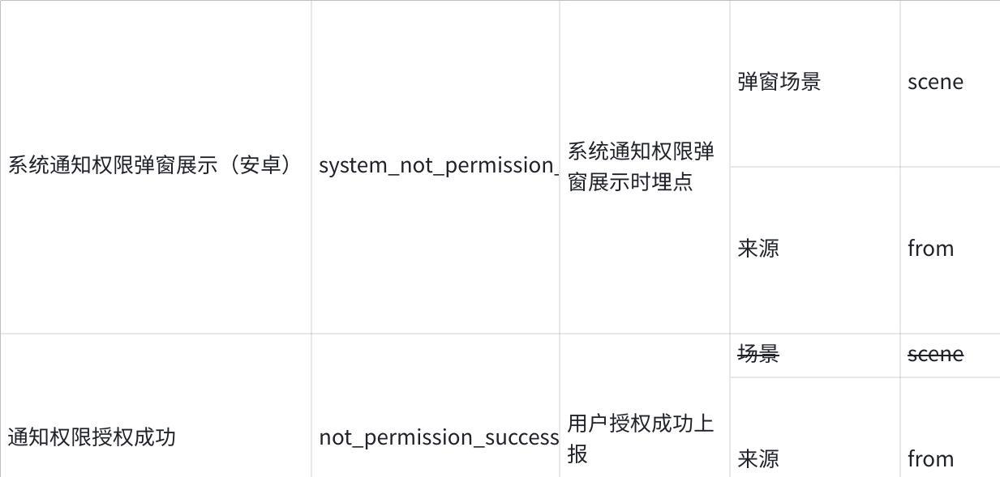 系统通知权限弹窗展示（安卓）
system_not_permission_
系统通知权限弹
窗展示时埋点
弹窗场景
scene
来源
from
通知权限授权成功
not_permission_success
用户授权成功上
报
场景
scene
来源
from